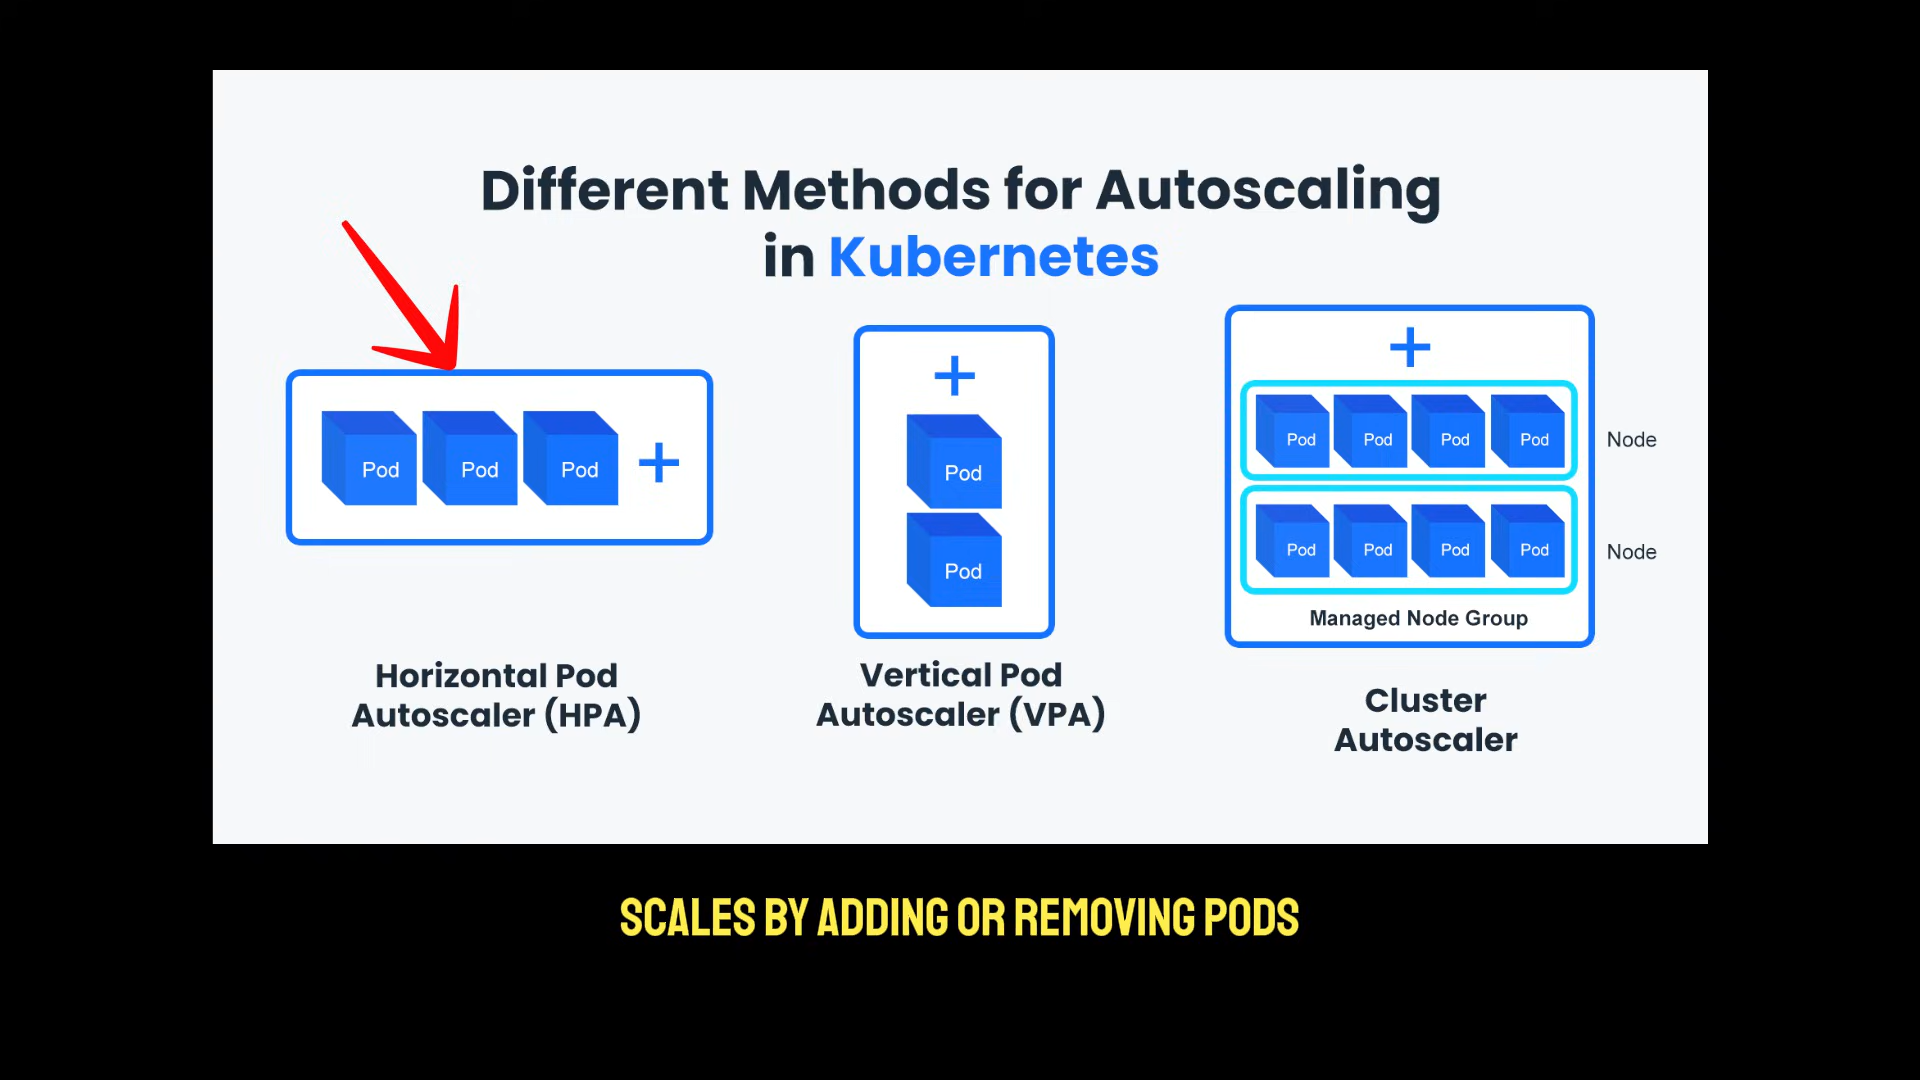 Different Methods for Autoscaling
in Kubernetes
Pod Pod Pod +
Horizontal Pod
Autoscaler (HPA)
+
Pod
Pod
Vertical Pod
Autoscaler (VPA)
+
Pod Pod Pod Pod Node
Pod Pod Pod Pod Node
Managed Node Group
Cluster
Autoscaler
SCALES BY ADDING OR REMOVING PODS